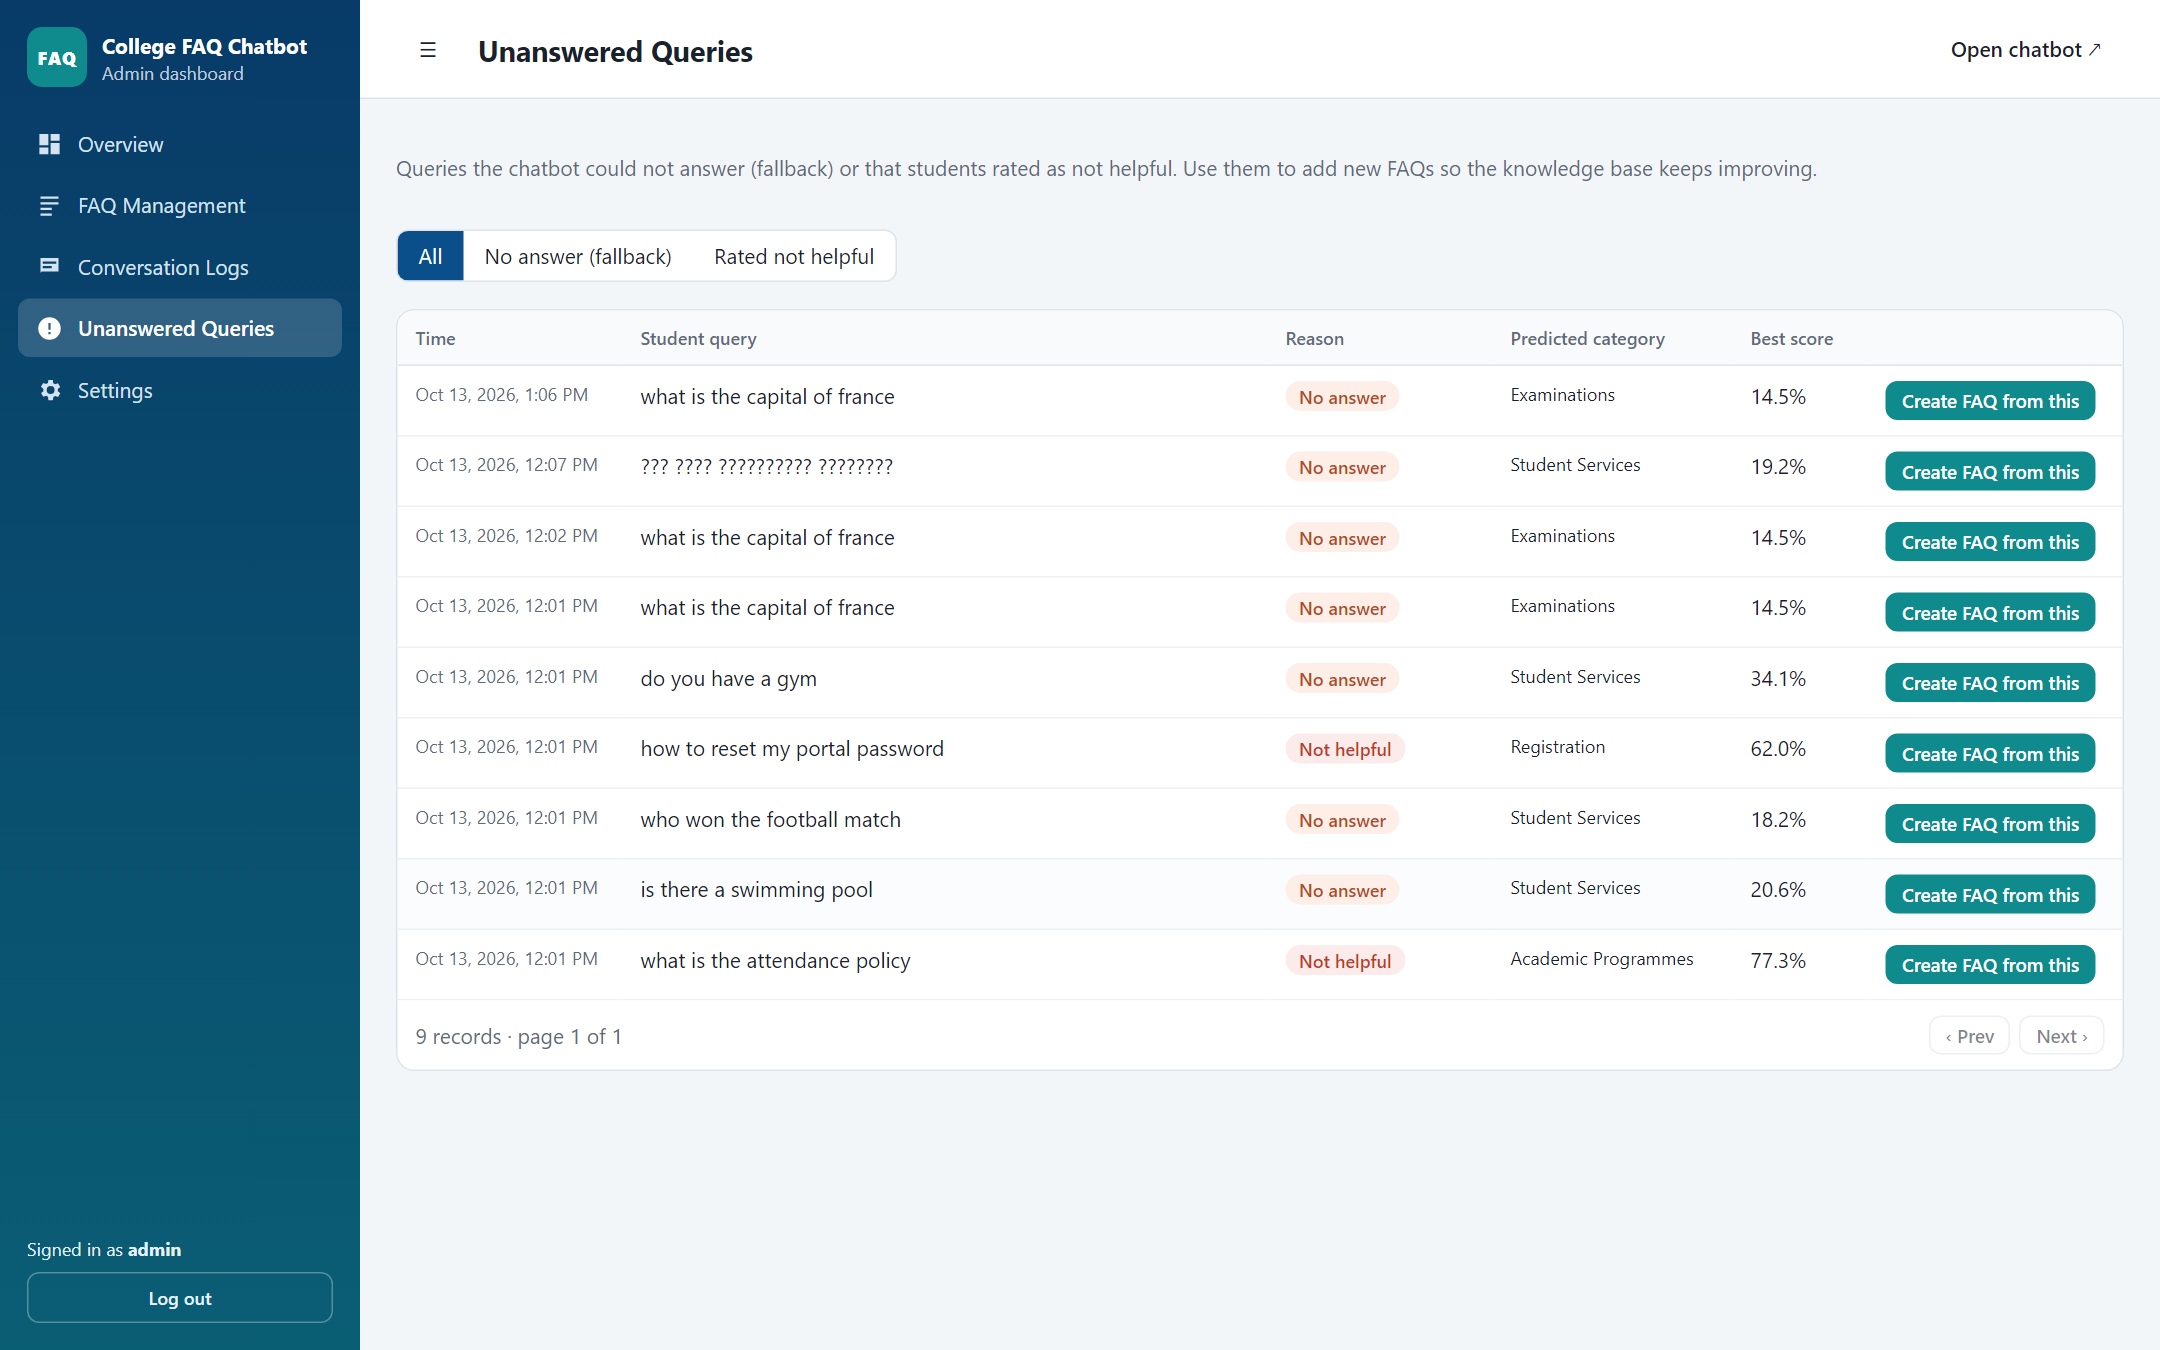 FAQ
College FAQ Chatbot
Admin dashboard
Overview
FAQ Management
Conversation Logs
Unanswered Queries
Settings
Signed in as admin
Log out
☰ Unanswered Queries
Open chatbot ↗
Queries the chatbot could not answer (fallback) or that students rated as not helpful. Use them to add new FAQs so the knowledge base keeps improving.
All No answer (fallback) Rated not helpful
Time Student query Reason Predicted category Best score
Oct 13, 2026, 1:06 PM what is the capital of france No answer Examinations 14.5% Create FAQ from this
Oct 13, 2026, 12:07 PM ??? ???? ?????????? ???????? No answer Student Services 19.2% Create FAQ from this
Oct 13, 2026, 12:02 PM what is the capital of france No answer Examinations 14.5% Create FAQ from this
Oct 13, 2026, 12:01 PM what is the capital of france No answer Examinations 14.5% Create FAQ from this
Oct 13, 2026, 12:01 PM do you have a gym No answer Student Services 34.1% Create FAQ from this
Oct 13, 2026, 12:01 PM how to reset my portal password Not helpful Registration 62.0% Create FAQ from this
Oct 13, 2026, 12:01 PM who won the football match No answer Student Services 18.2% Create FAQ from this
Oct 13, 2026, 12:01 PM is there a swimming pool No answer Student Services 20.6% Create FAQ from this
Oct 13, 2026, 12:01 PM what is the attendance policy Not helpful Academic Programmes 77.3% Create FAQ from this
9 records · page 1 of 1
‹ Prev Next ›